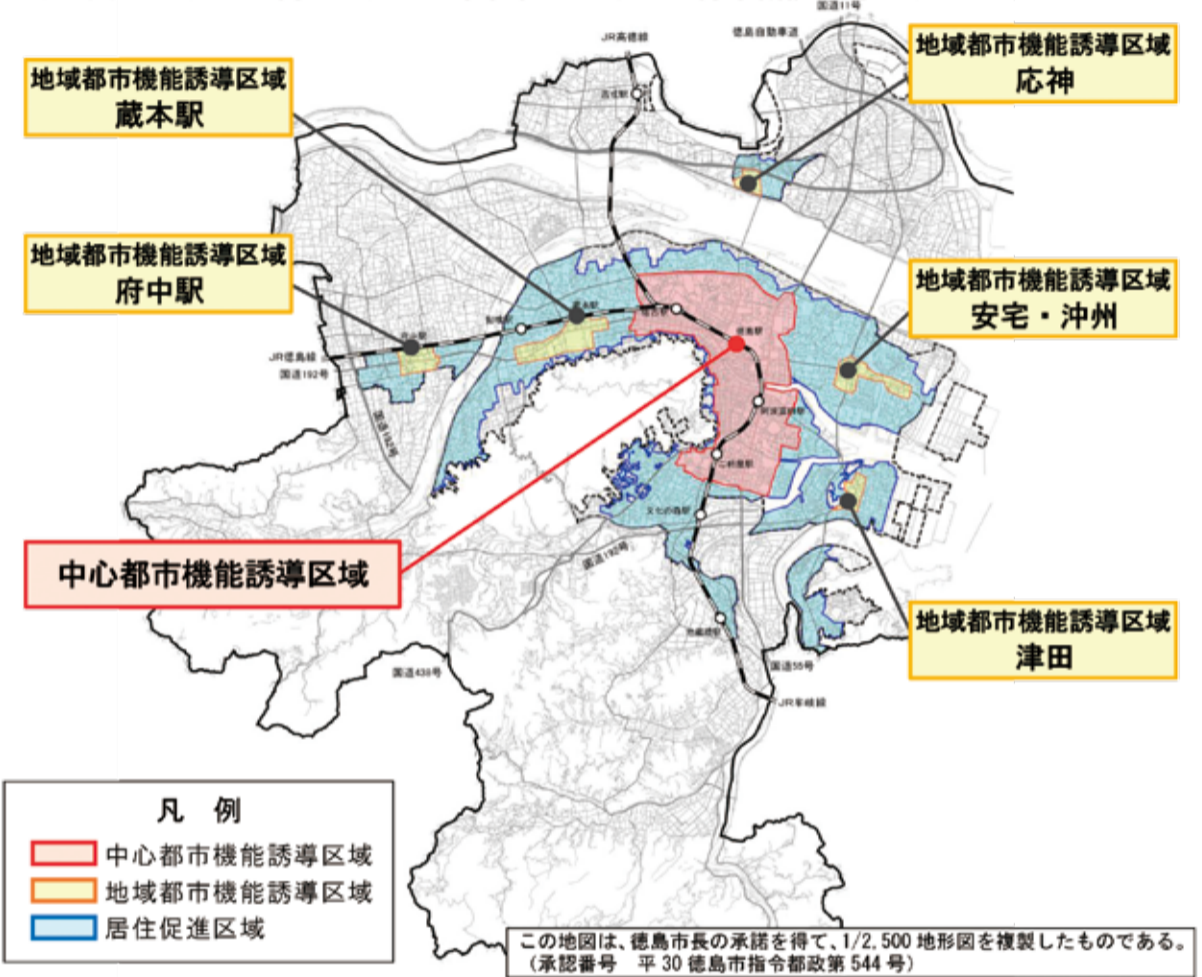 国道11号
徳島自動車道
JR高徳線
地域都市機能誘導区域
応神
地域都市機能誘導区域
蔵本駅
地域都市機能誘導区域
府中駅
地域都市機能誘導区域
安宅・沖州
JR徳島線
国道192号
国道192号
徳島駅
文化の森駅
中心都市機能誘導区域
地域都市機能誘導区域
津田
国道438号
国道55号
JR牟岐線
凡 例
中心都市機能誘導区域
地域都市機能誘導区域
居住促進区域
この地図は、徳島市長の承諾を得て、1/2,500 地形図を複製したものである。
(承認番号 平 30 徳島市指令都政第 544 号)